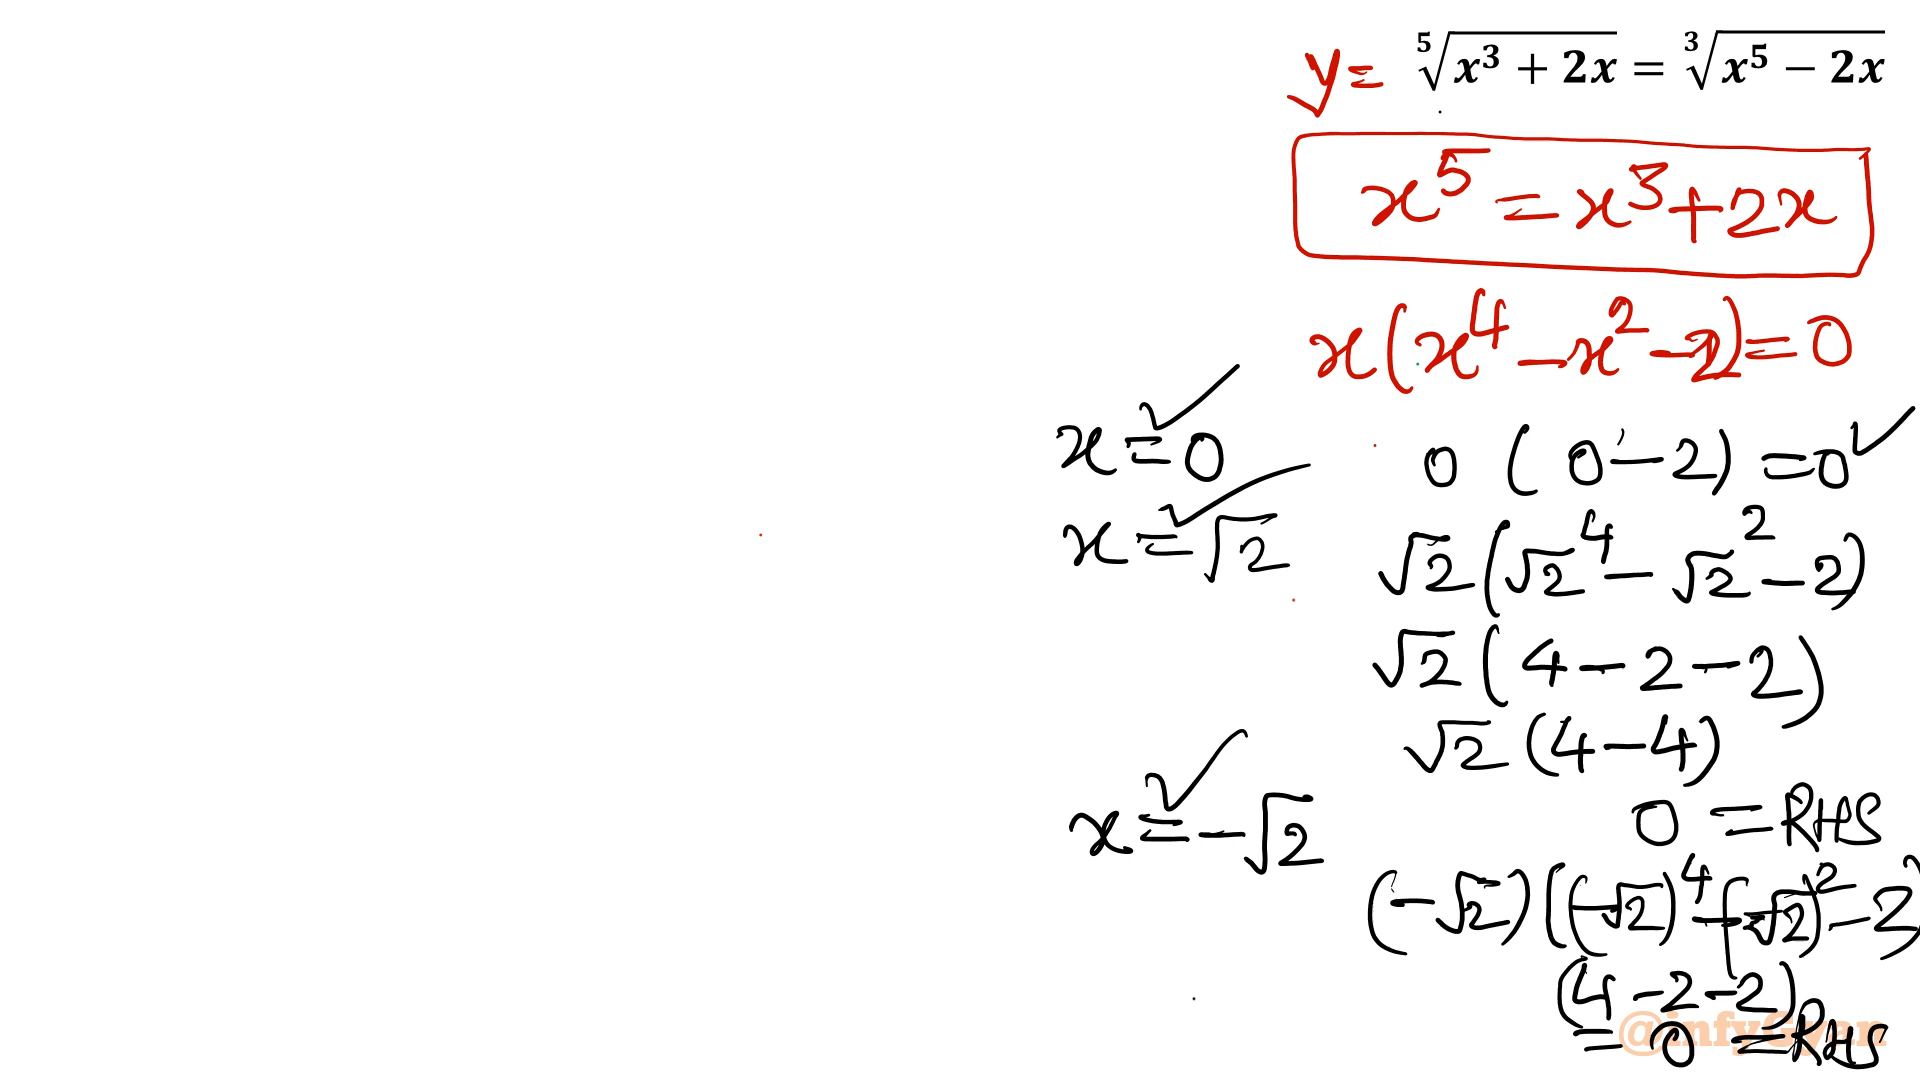 y = ⁵√(x³ + 2x) = ³√(x⁵ − 2x)
x⁵ = x³ + 2x
x(x⁴ − x² − 2) = 0
x = 0 ✓
0 (0 − 2) = 0 ✓
x = √2 ✓
√2 (√2⁴ − √2² − 2)
√2 (4 − 2 − 2)
√2 (4 − 4)
x = −√2 ✓
0 = RHS
(−√2) ((−√2)⁴ − (−√2)² − 2)
(4 − 2 − 2)
= 0 = RHS
@infyGyan